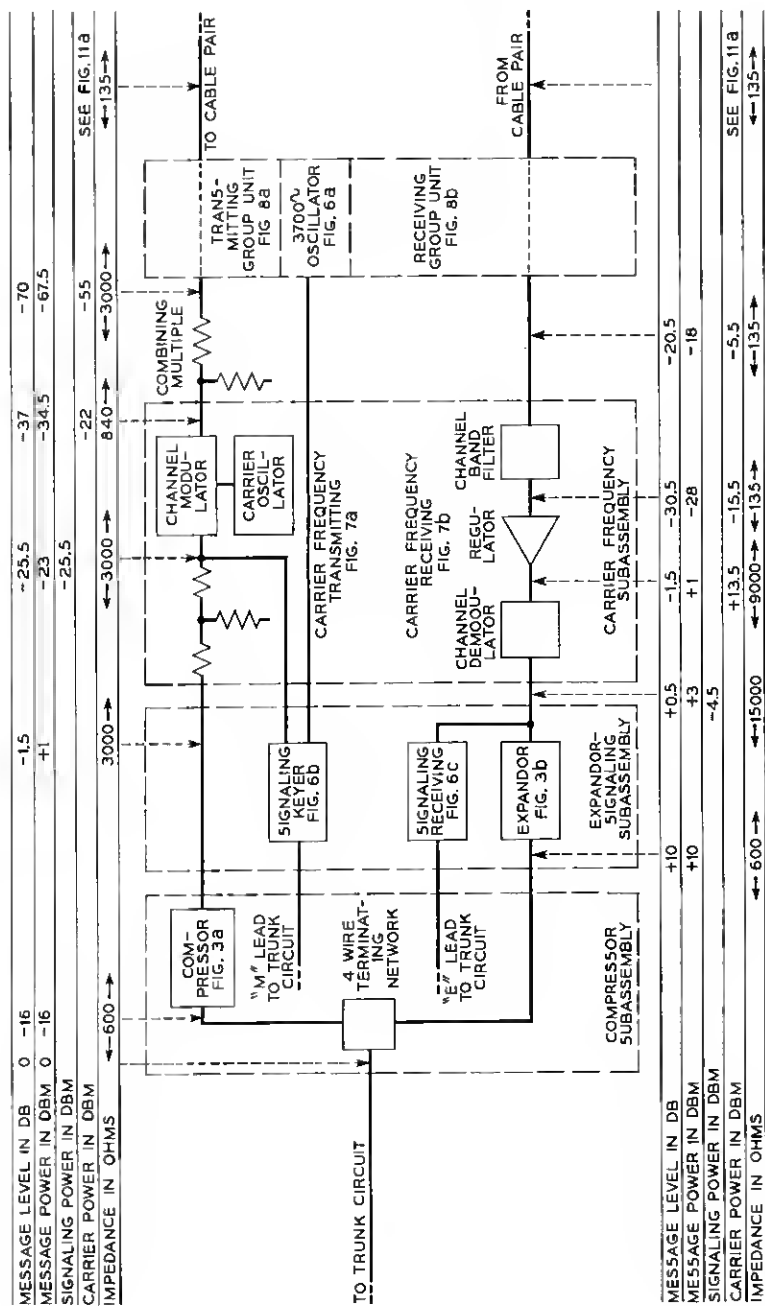 MESSAGE LEVEL IN DB 0 -16 -1.5 -25.5 -37 -70
MESSAGE POWER IN DBM 0 -16 +1 -23 -34.5 -67.5
SIGNALING POWER IN DBM -25.5
CARRIER POWER IN DBM -22 -55 SEE FIG. 11a
IMPEDANCE IN OHMS ←600→ 3000→ ←3000→ 840→ ←3000→ ←135→
COM-
PRESSOR
FIG. 3a
"M" LEAD
TO TRUNK
CIRCUIT
4 WIRE
TERMINAT-
ING
NETWORK
"E" LEAD
TO TRUNK
CIRCUIT
COMPRESSOR
SUBASSEMBLY
TO TRUNK CIRCUIT
SIGNALING
KEYER
FIG. 6b
SIGNALING
RECEIVING
FIG. 6C
EXPANDOR
FIG. 3b
EXPANDOR-
SIGNALING
SUBASSEMBLY
CHANNEL
MODU-
LATOR
CARRIER
OSCIL-
LATOR
CARRIER FREQUENCY
TRANSMITTING
FIG. 7a
CARRIER FREQUENCY
RECEIVING
FIG. 7b
CHANNEL
DEMODU-
LATOR
REGU-
LATOR
CHANNEL
BAND
FILTER
CARRIER FREQUENCY
SUBASSEMBLY
COMBINING
MULTIPLE
TRANS-
MITTING
GROUP UNIT
FIG 8a
3700~
OSCILLATOR
FIG. 6a
RECEIVING
GROUP UNIT
FIG. 8b
TO CABLE PAIR
FROM
CABLE PAIR
MESSAGE LEVEL IN DB +10 +0.5 -1.5 -30.5 -20.5
MESSAGE POWER IN DBM +10 +3 +1 -28 -18
SIGNALING POWER IN DBM -4.5
CARRIER POWER IN DBM +13.5 -15.5 -5.5 SEE FIG. 11a
IMPEDANCE IN OHMS ←600→ ←15000 ←9000→ ←135→ ←135→ ←135→